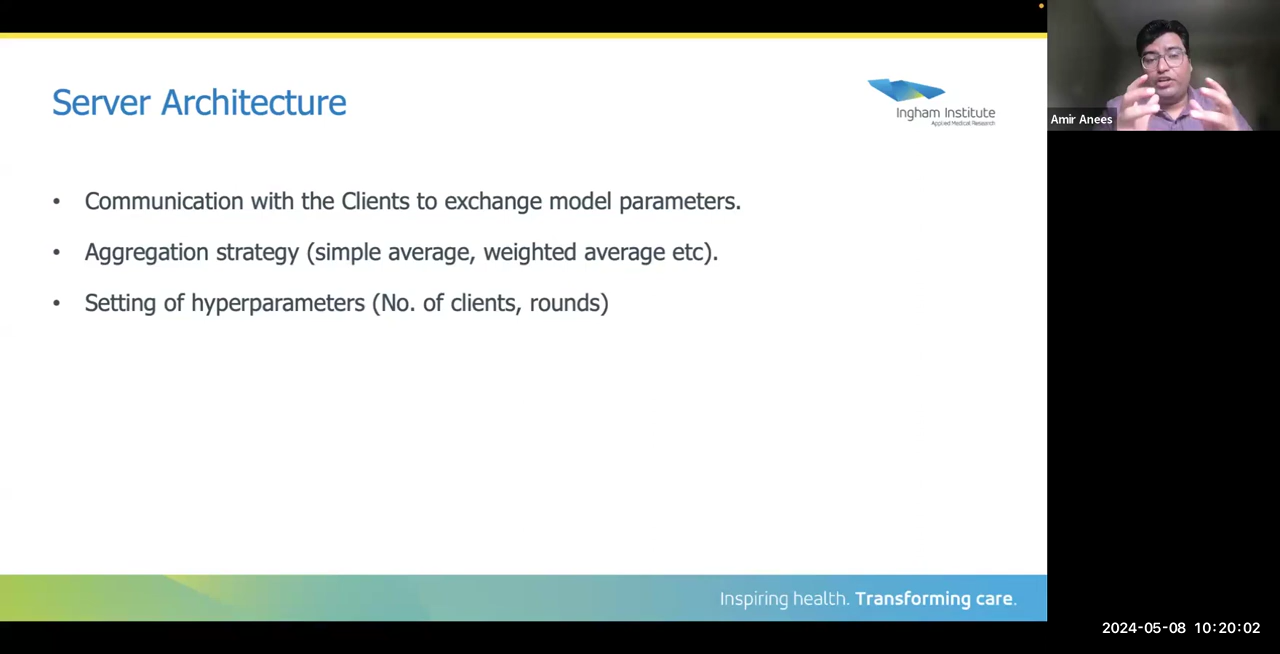 Server Architecture
Ingham Institute
Applied Medical Research
Amir Anees
• Communication with the Clients to exchange model parameters.
• Aggregation strategy (simple average, weighted average etc).
• Setting of hyperparameters (No. of clients, rounds)
Inspiring health. Transforming care.
2024-05-08 10:20:02